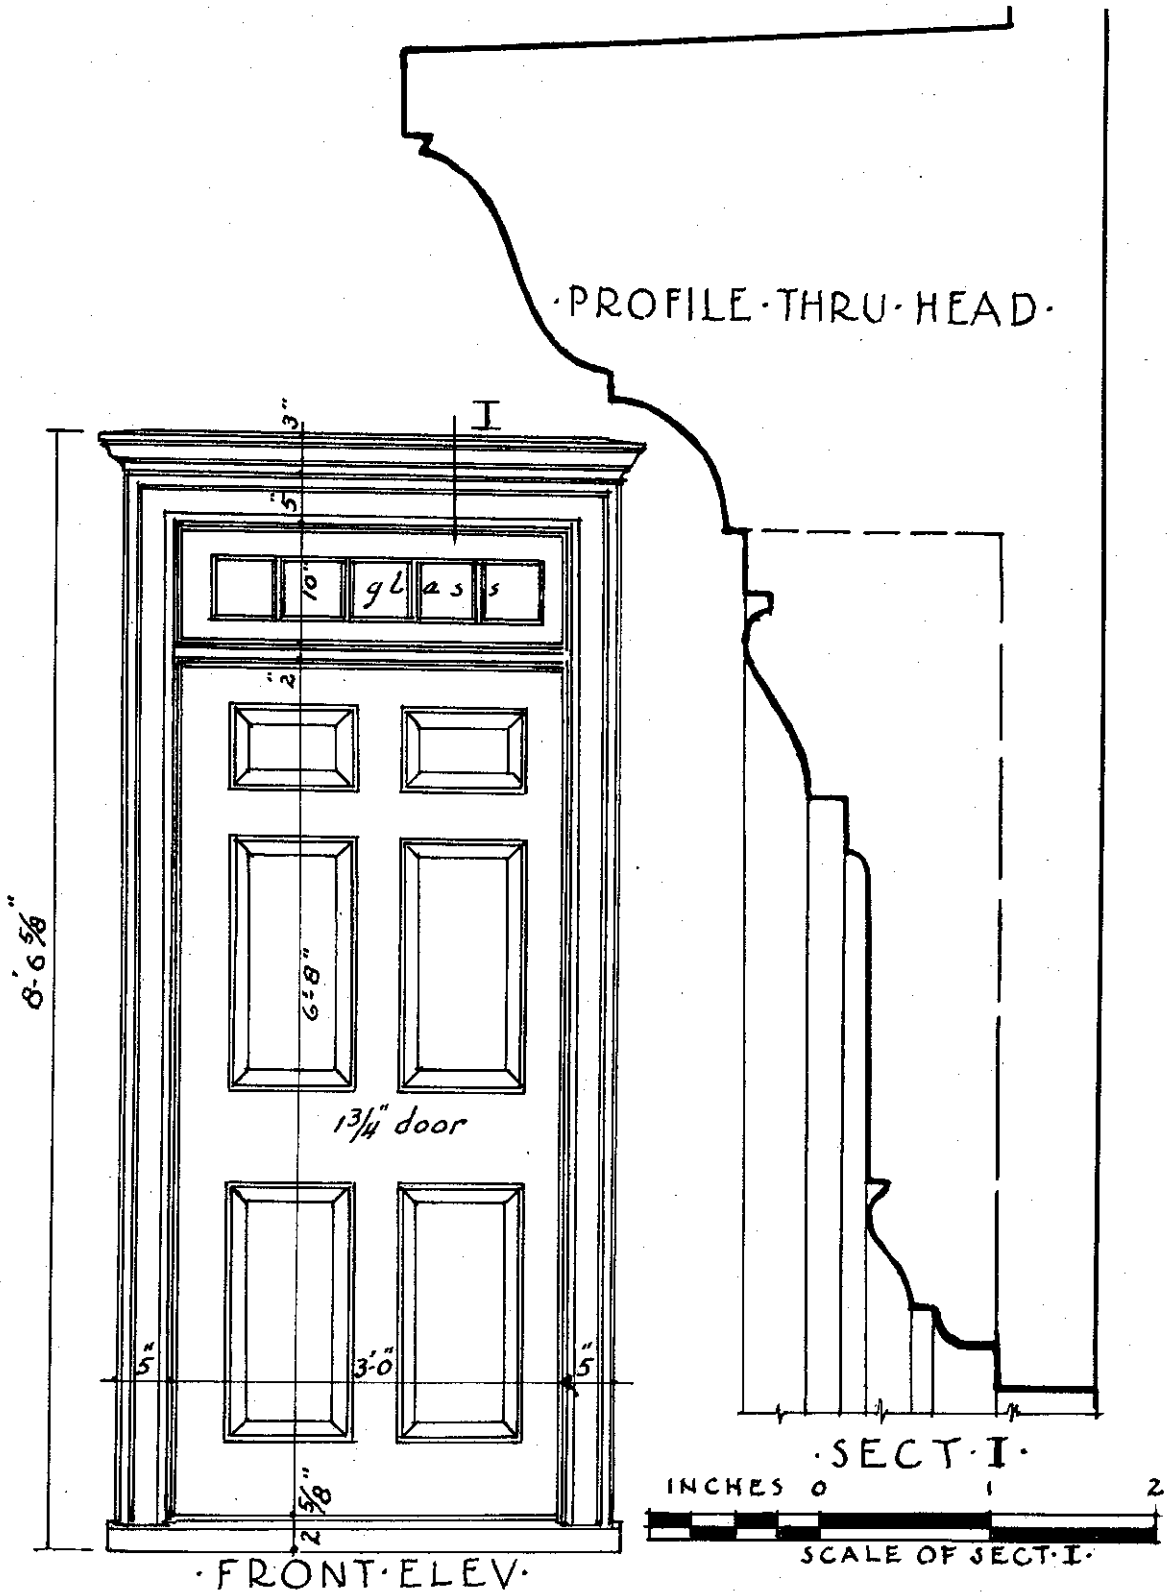 ·PROFILE·THRU·HEAD·
3"
I
5"
10"
glass
2"
8'-6 5/8"
6'-8"
1 3/4" door
5"
3'-0"
5"
·SECT·I·
INCHES 0 1 2
2 5/8"
SCALE OF SECT·I·
·FRONT·ELEV·